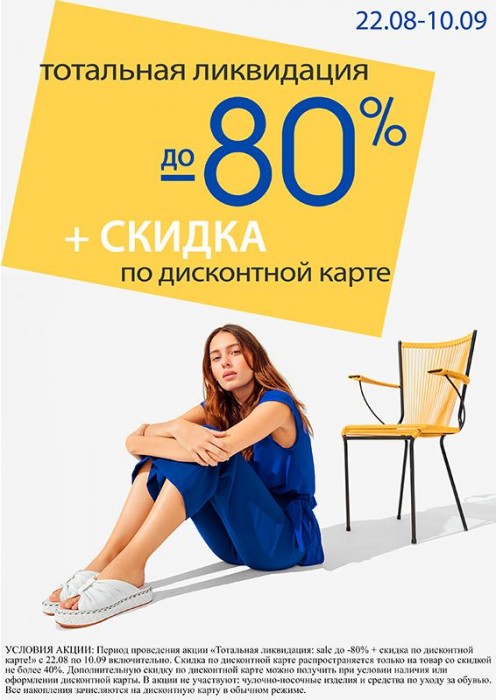 22.08-10.09
тотальная ликвидация
до 80%
+ СКИДКА
по дисконтной карте
УСЛОВИЯ АКЦИИ: Период проведения акции «Тотальная ликвидация: sale до -80% + скидка по дисконтной
карте!» с 22.08 по 10.09 включительно. Скидка по дисконтной карте распространяется только на товар со скидкой
не более 40%. Дополнительную скидку по дисконтной карте можно получить при условии наличия или
оформлении дисконтной карты. В акции не участвуют: чулочно-носочные изделия и средства по уходу за обувью.
Все накопления зачисляются на дисконтную карту в обычном режиме.